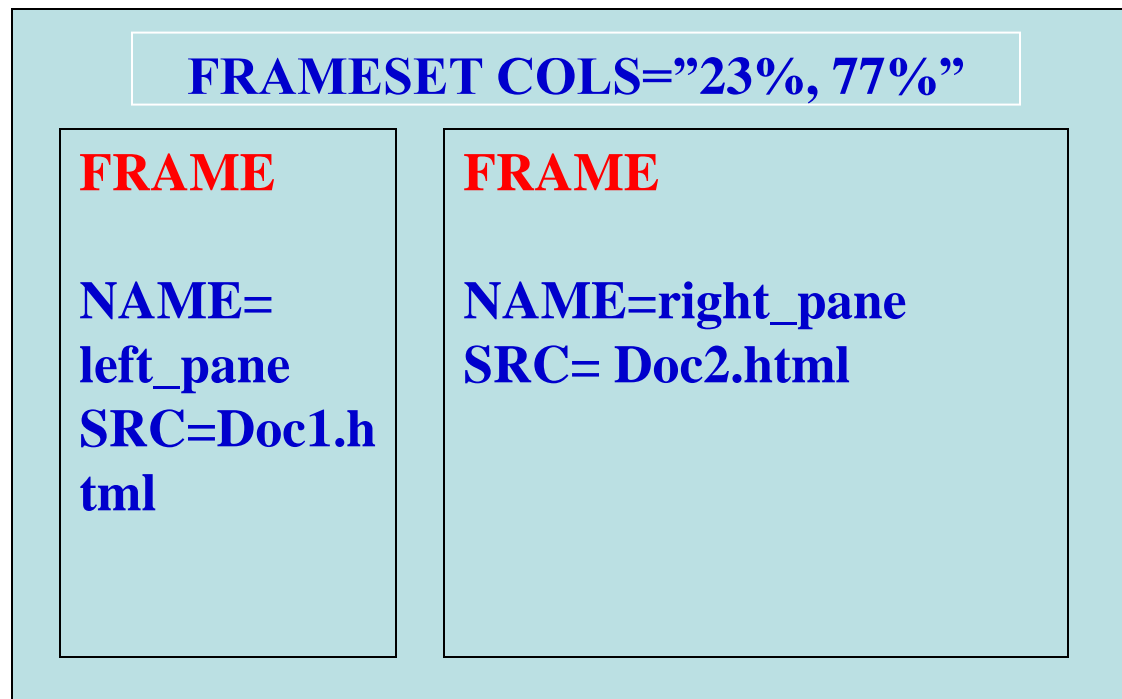 FRAMESET COLS=”23%, 77%”
FRAME
NAME=
left_pane
SRC=Doc1.h
tml
FRAME
NAME=right_pane
SRC= Doc2.html